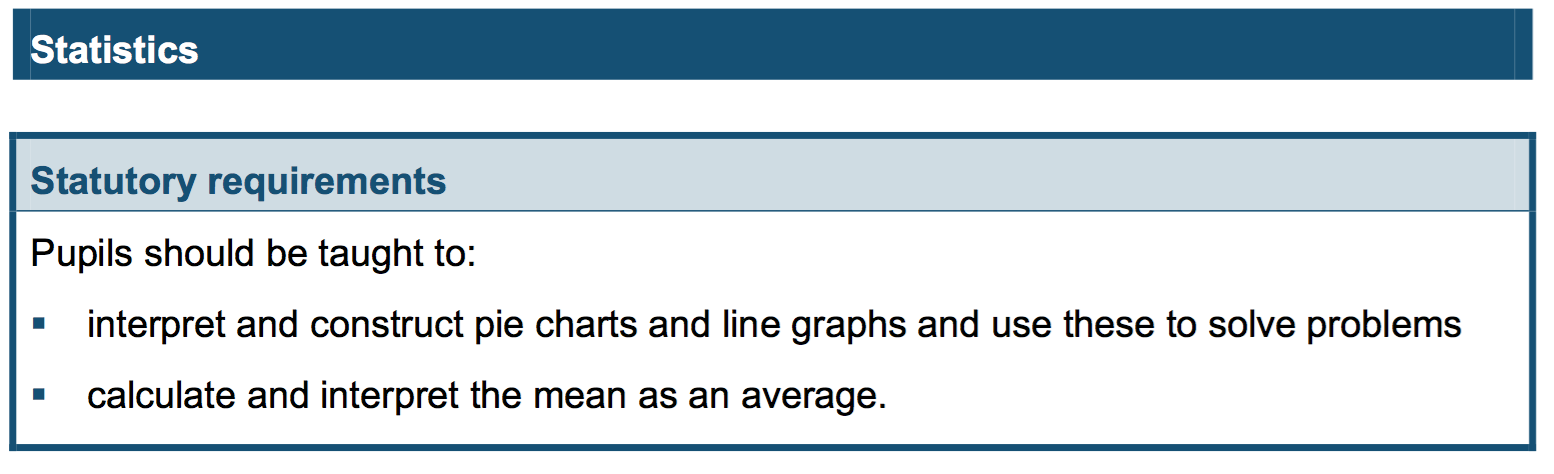 Statistics
Statutory requirements
Pupils should be taught to:
▪ interpret and construct pie charts and line graphs and use these to solve problems
▪ calculate and interpret the mean as an average.